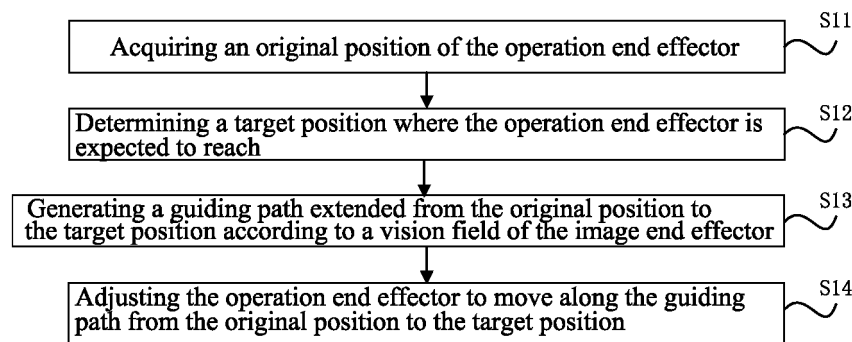 S11
Acquiring an original position of the operation end effector
S12
Determining a target position where the operation end effector is
expected to reach
S13
Generating a guiding path extended from the original position to
the target position according to a vision field of the image end effector
S14
Adjusting the operation end effector to move along the guiding
path from the original position to the target position